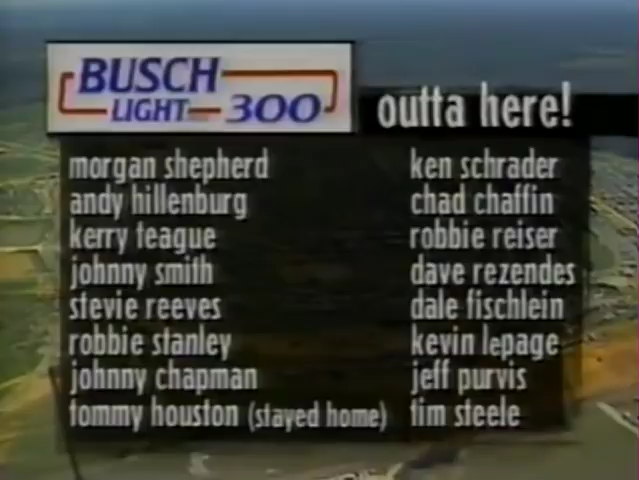 BUSCH
LIGHT 300
outta here!
morgan shepherd
andy hillenburg
kerry teague
johnny smith
stevie reeves
robbie stanley
johnny chapman
tommy houston (stayed home)
ken schrader
chad chaffin
robbie reiser
dave rezendes
dale fischlein
kevin lepage
jeff purvis
tim steele